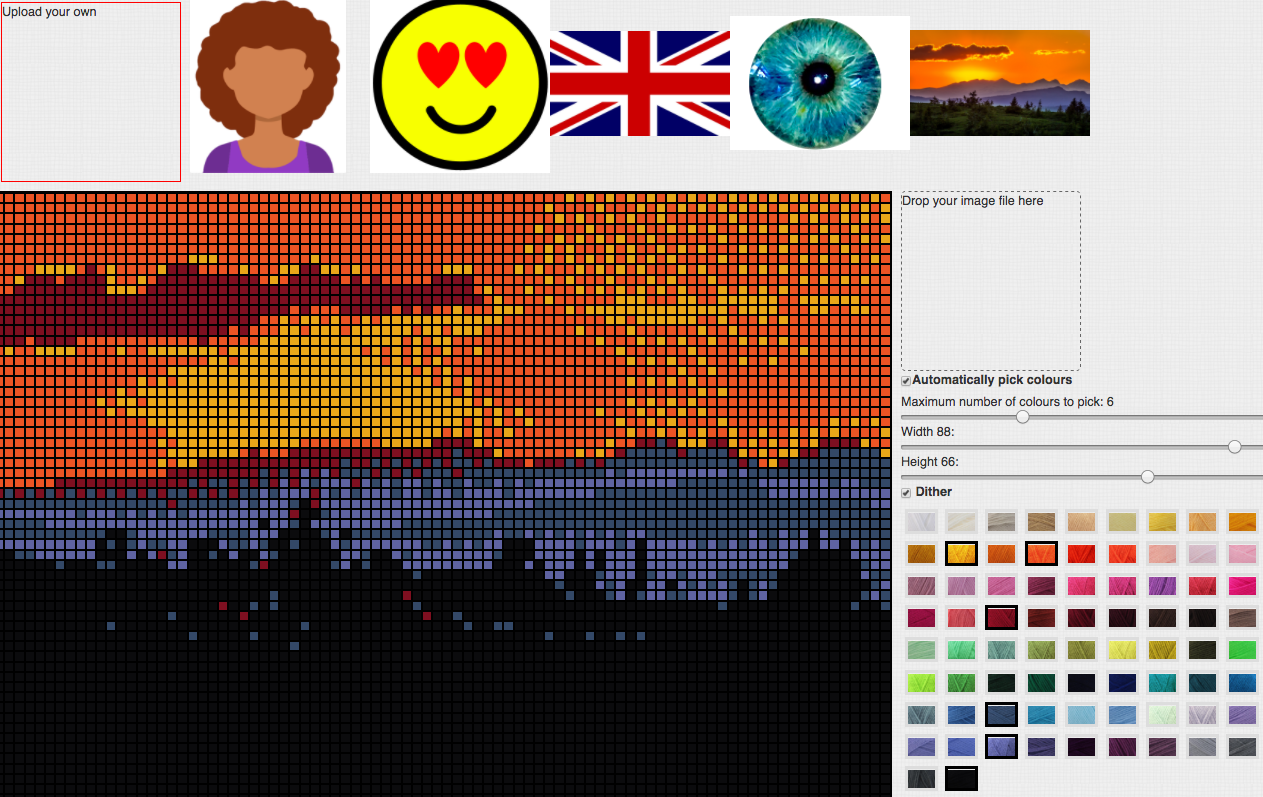 Upload your own
Drop your image file here
Automatically pick colours
Maximum number of colours to pick: 6
Width 88:
Height 66:
Dither